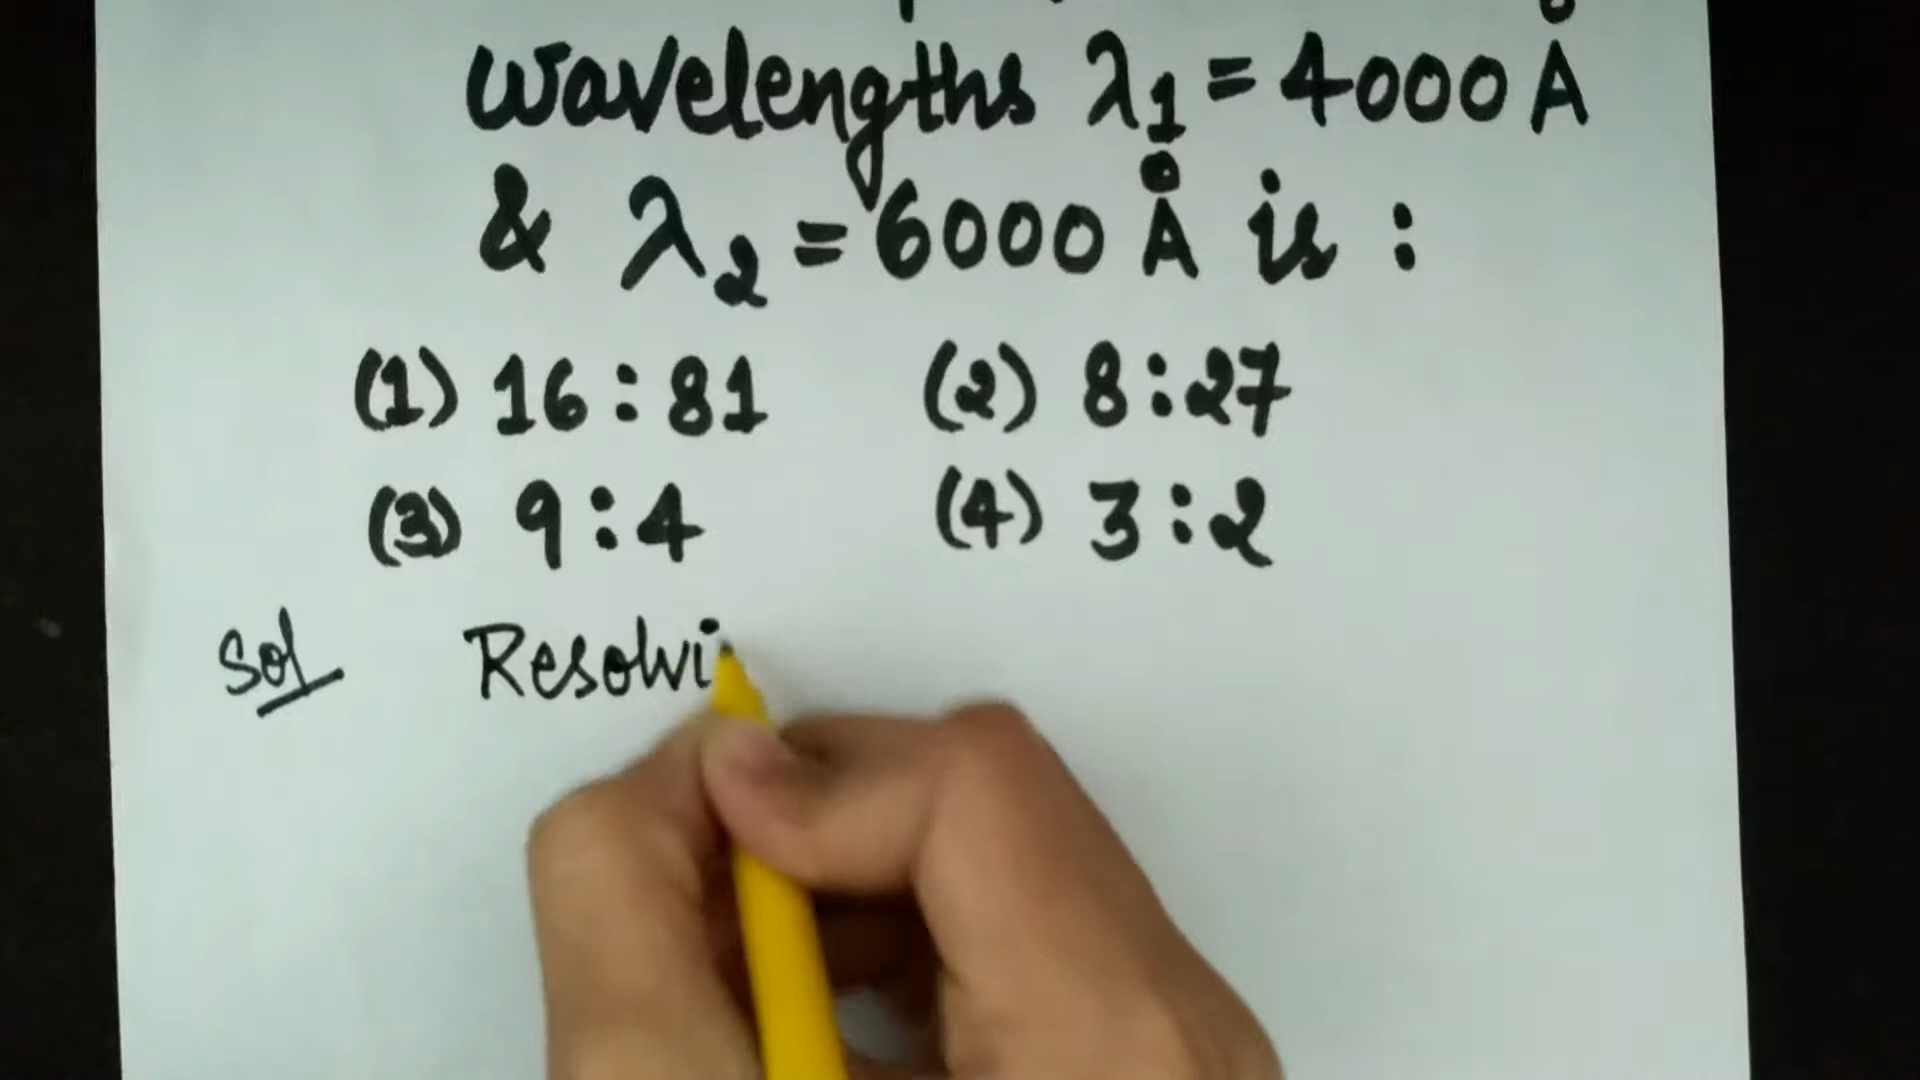 wavelengths λ1 = 4000 Å
& λ2 = 6000 Å is :
(1) 16 : 81 (2) 8 : 27
(3) 9 : 4 (4) 3 : 2
Sol Resolvi